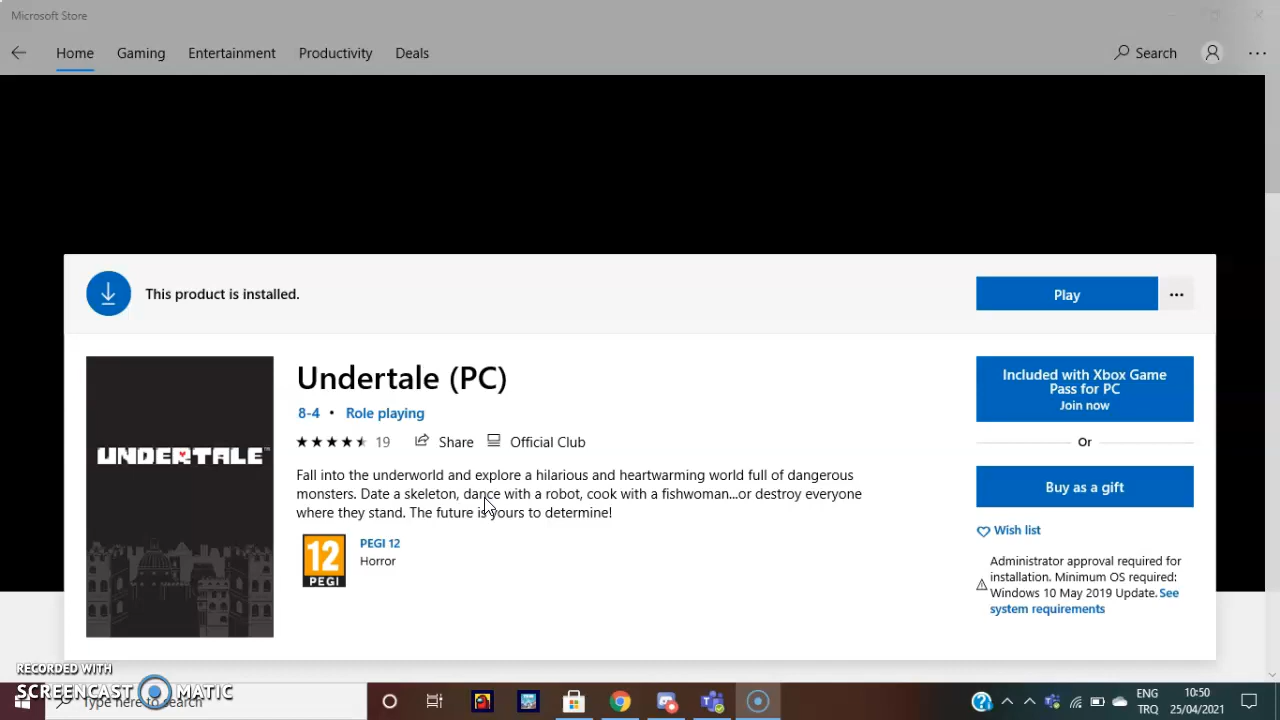 Microsoft Store
Home Gaming Entertainment Productivity Deals Search
This product is installed.
Play
UNDERTALE™
Undertale (PC)
8-4 • Role playing
19 Share Official Club
Fall into the underworld and explore a hilarious and heartwarming world full of dangerous
monsters. Date a skeleton, dance with a robot, cook with a fishwoman...or destroy everyone
where they stand. The future is yours to determine!
12
PEGI
PEGI 12
Horror
Included with Xbox Game
Pass for PC
Join now
Or
Buy as a gift
Wish list
Administrator approval required for
installation. Minimum OS required:
Windows 10 May 2019 Update. See
system requirements
RECORDED WITH
SCREENCAST MATIC
Type here to search
ENG
TRQ
10:50
25/04/2021